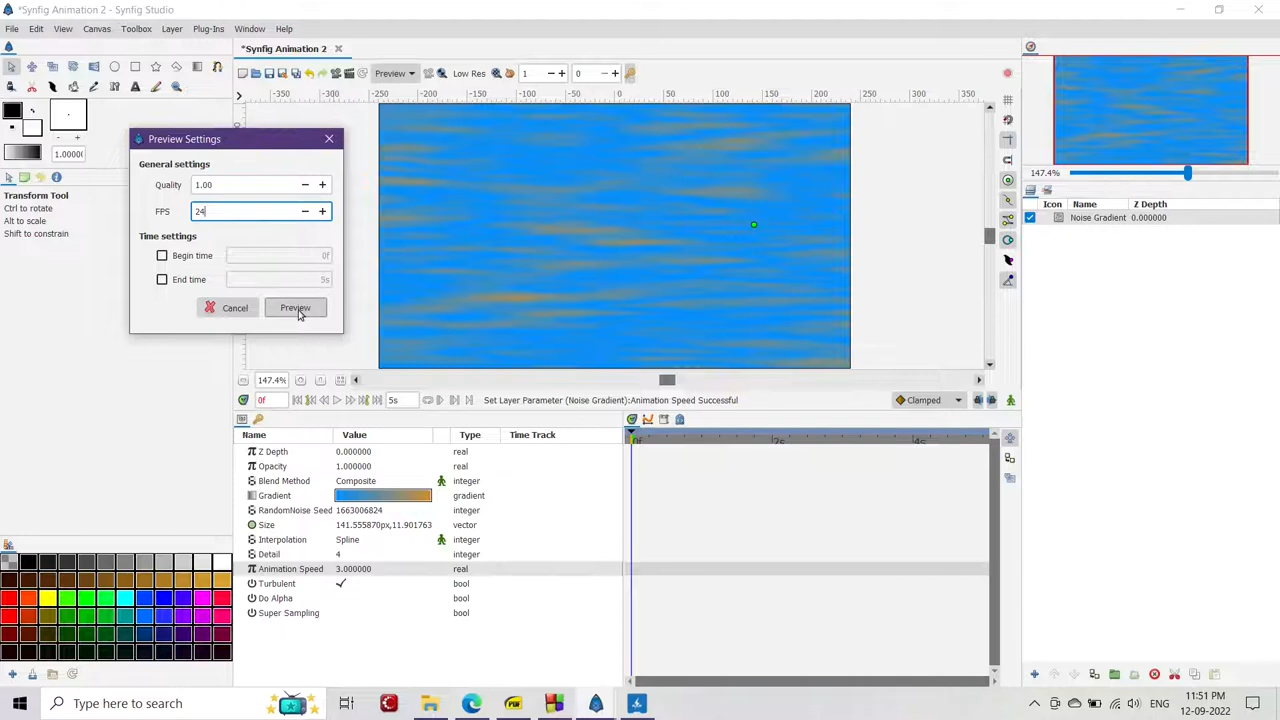 *Synfig Animation 2 - Synfig Studio
File Edit View Canvas Toolbox Layer Plug-Ins Window Help
*Synfig Animation 2
Preview Low Res 1 0
-350 -300 -250 -200 -150 -100 -50 0 50 100 150 200 250 300 350
Preview Settings
General settings
Quality 1.00
FPS 24
Time settings
Begin time 0f
End time 5s
Cancel Preview
1.00000
Transform Tool
Ctrl to rotate
Alt to scale
Shift to constrain
147.4%
Icon Name Z Depth
Noise Gradient 0.000000
147.4%
0f 5s Set Layer Parameter (Noise Gradient):Animation Speed Successful Clamped
Name Value Type Time Track
0f 2s 4s
Z Depth 0.000000 real
Opacity 1.000000 real
Blend Method Composite integer
Gradient gradient
RandomNoise Seed 1663006824 integer
Size 141.555870px,11.901763 vector
Interpolation Spline integer
Detail 4 integer
Animation Speed 3.000000 real
Turbulent bool
Do Alpha bool
Super Sampling bool
Type here to search
ENG
11:51 PM
12-09-2022